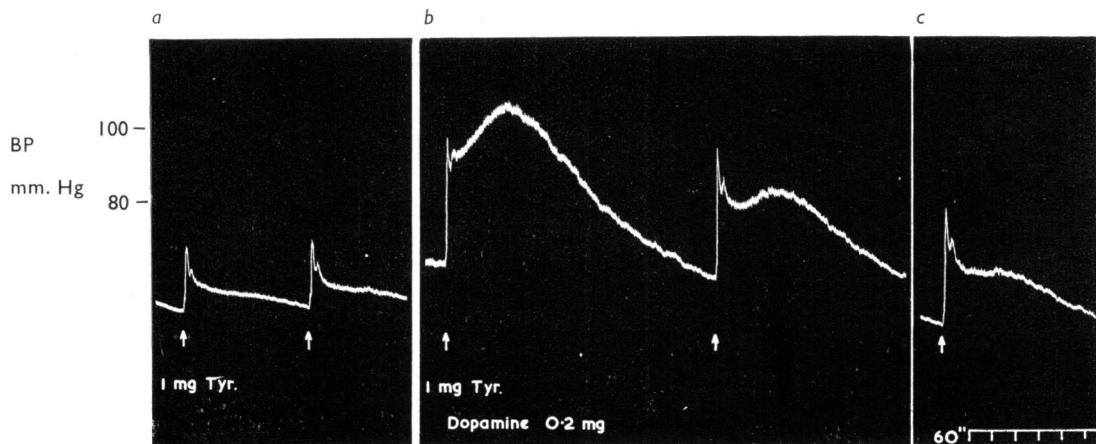 a b c
100 –
BP
mm. Hg
80 –
1 mg Tyr.
1 mg Tyr.
Dopamine 0·2 mg
60"